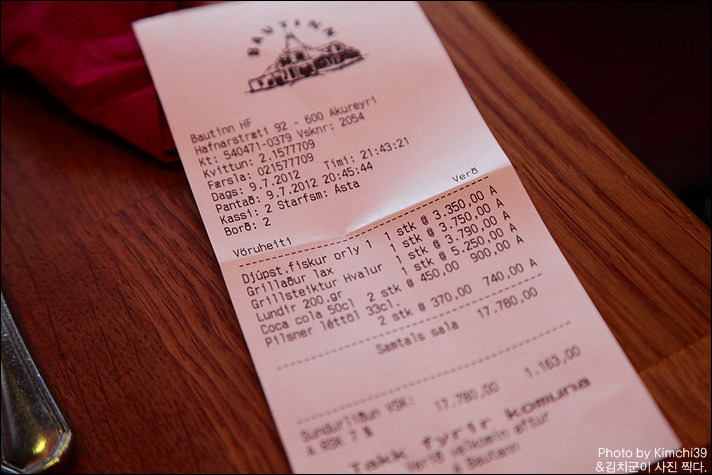 BAUTINN
Bautinn HF
Hafnarstræti 92 - 600 Akureyri
Kt: 540471-0379 Vsknr: 2054
Kvittun: 2.1577709
Færsla: 021577709
Dags: 9.7.2012 Tími: 21:43:21
Pantað: 9.7.2012 20:45:44
Kassi: 2 Starfsm: Ásta
Borð: 2
Vöruheiti Verð
Djúpst.fiskur orly 1 1 stk @ 3.350,00 A
Grillaður lax 1 stk @ 3.750,00 A
Grillsteiktur Hvalur 1 stk @ 3.790,00 A
Lundir 200.gr 1 stk @ 5.250,00 A
Coca cola 50cl 2 stk @ 450,00 900,00 A
Pilsner léttöl 33cl. 2 stk @ 370,00 740,00 A
Samtals sala 17.780,00
Sundurliðun VSK:
A VSK 7 % 17.780,00 1.163,00
Takk fyrir komuna
Verið velkomin aftur
á Bautann
Photo by Kimchi39
&김치군이 사진 찍다.